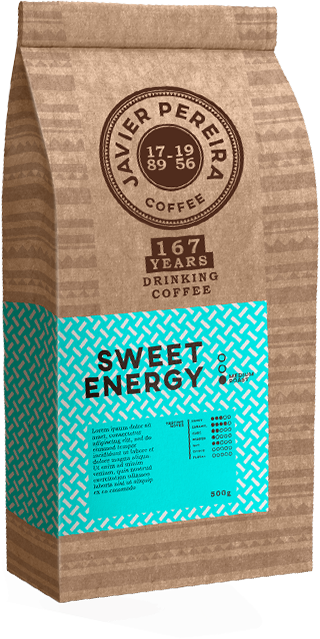 JAVIER PEREIRA
17-19
89 56
COFFEE
167
YEARS
DRINKING
COFFEE
SWEET
ENERGY
MEDIUM
ROAST
Lorem ipsum dolor sit
amet, consectetur
adipiscing elit, sed do
eiusmod tempor
incididunt ut labore et
dolore magna aliqua
Ut enim ad minim
veniam, quis nostrud
exercitation ullamco
laboris nisi ut aliquip
ex ea commodo
500g